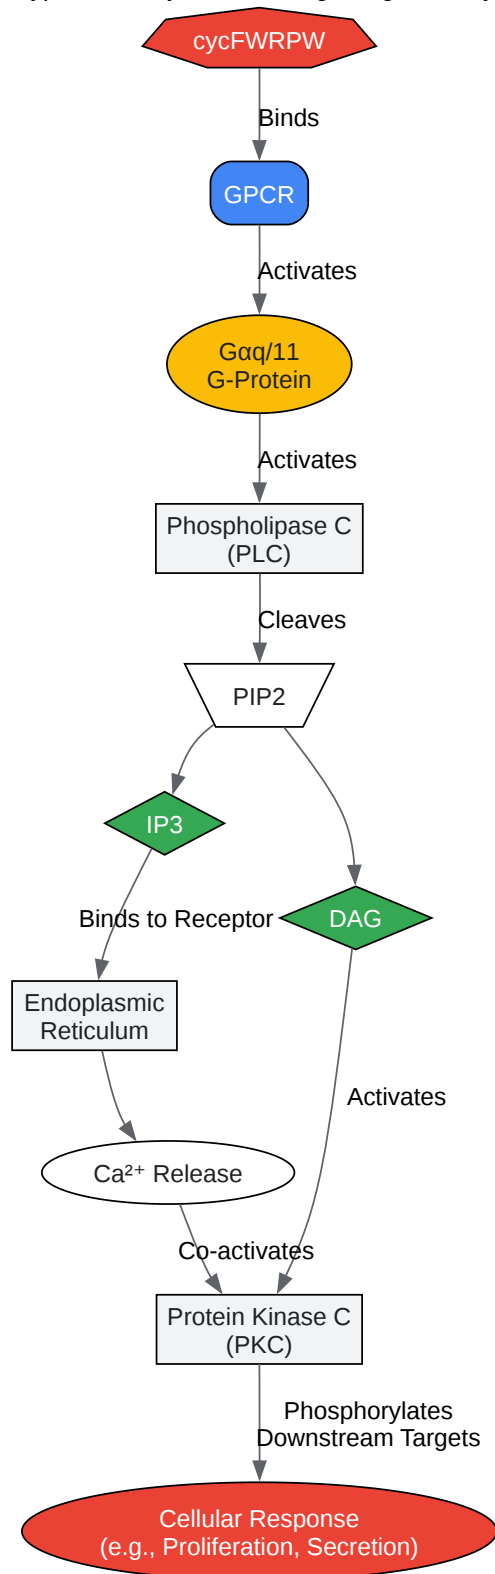 cycFWRPW
Binds
GPCR
Activates
Gαq/11
G-Protein
Activates
Phospholipase C
(PLC)
Cleaves
PIP2
IP3
Binds to Receptor
DAG
Endoplasmic
Reticulum
Activates
Ca²⁺ Release
Co-activates
Protein Kinase C
(PKC)
Phosphorylates
Downstream Targets
Cellular Response
(e.g., Proliferation, Secretion)